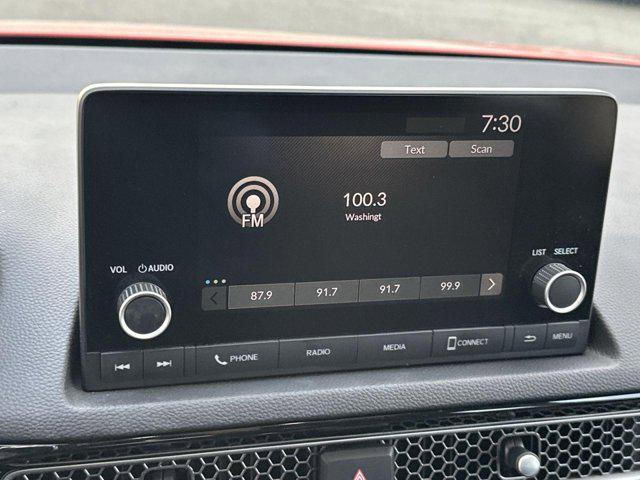 7:30
Text Scan
FM
100.3
Washingt
VOL AUDIO
LIST SELECT
87.9 91.7 91.7 99.9
PHONE RADIO MEDIA CONNECT MENU